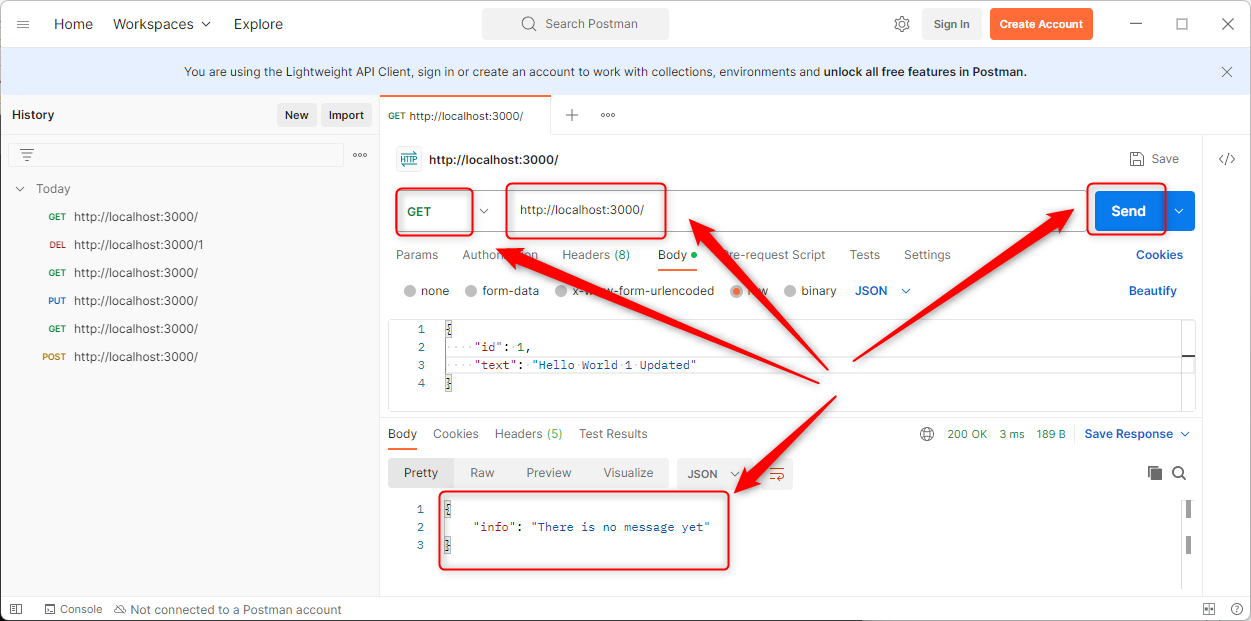 Home Workspaces Explore Search Postman Sign In Create Account
You are using the Lightweight API Client, sign in or create an account to work with collections, environments and unlock all free features in Postman.
History New Import
Today
GET http://localhost:3000/
DEL http://localhost:3000/1
GET http://localhost:3000/
PUT http://localhost:3000/
GET http://localhost:3000/
POST http://localhost:3000/
GET http://localhost:3000/
HTTP http://localhost:3000/ Save </>
GET http://localhost:3000/ Send
Params Headers (8) Body Pre-request Script Tests Settings Cookies
none form-data x-www-form-urlencoded raw binary JSON Beautify
1 {
2 ····"id":·1,
3 ····"text":·"Hello·World·1·Updated"
4 }
Body Cookies Headers (5) Test Results 200 OK 3 ms 189 B Save Response
Pretty Raw Preview Visualize JSON
1 {
2 "info": "There is no message yet"
3 }
Console Not connected to a Postman account